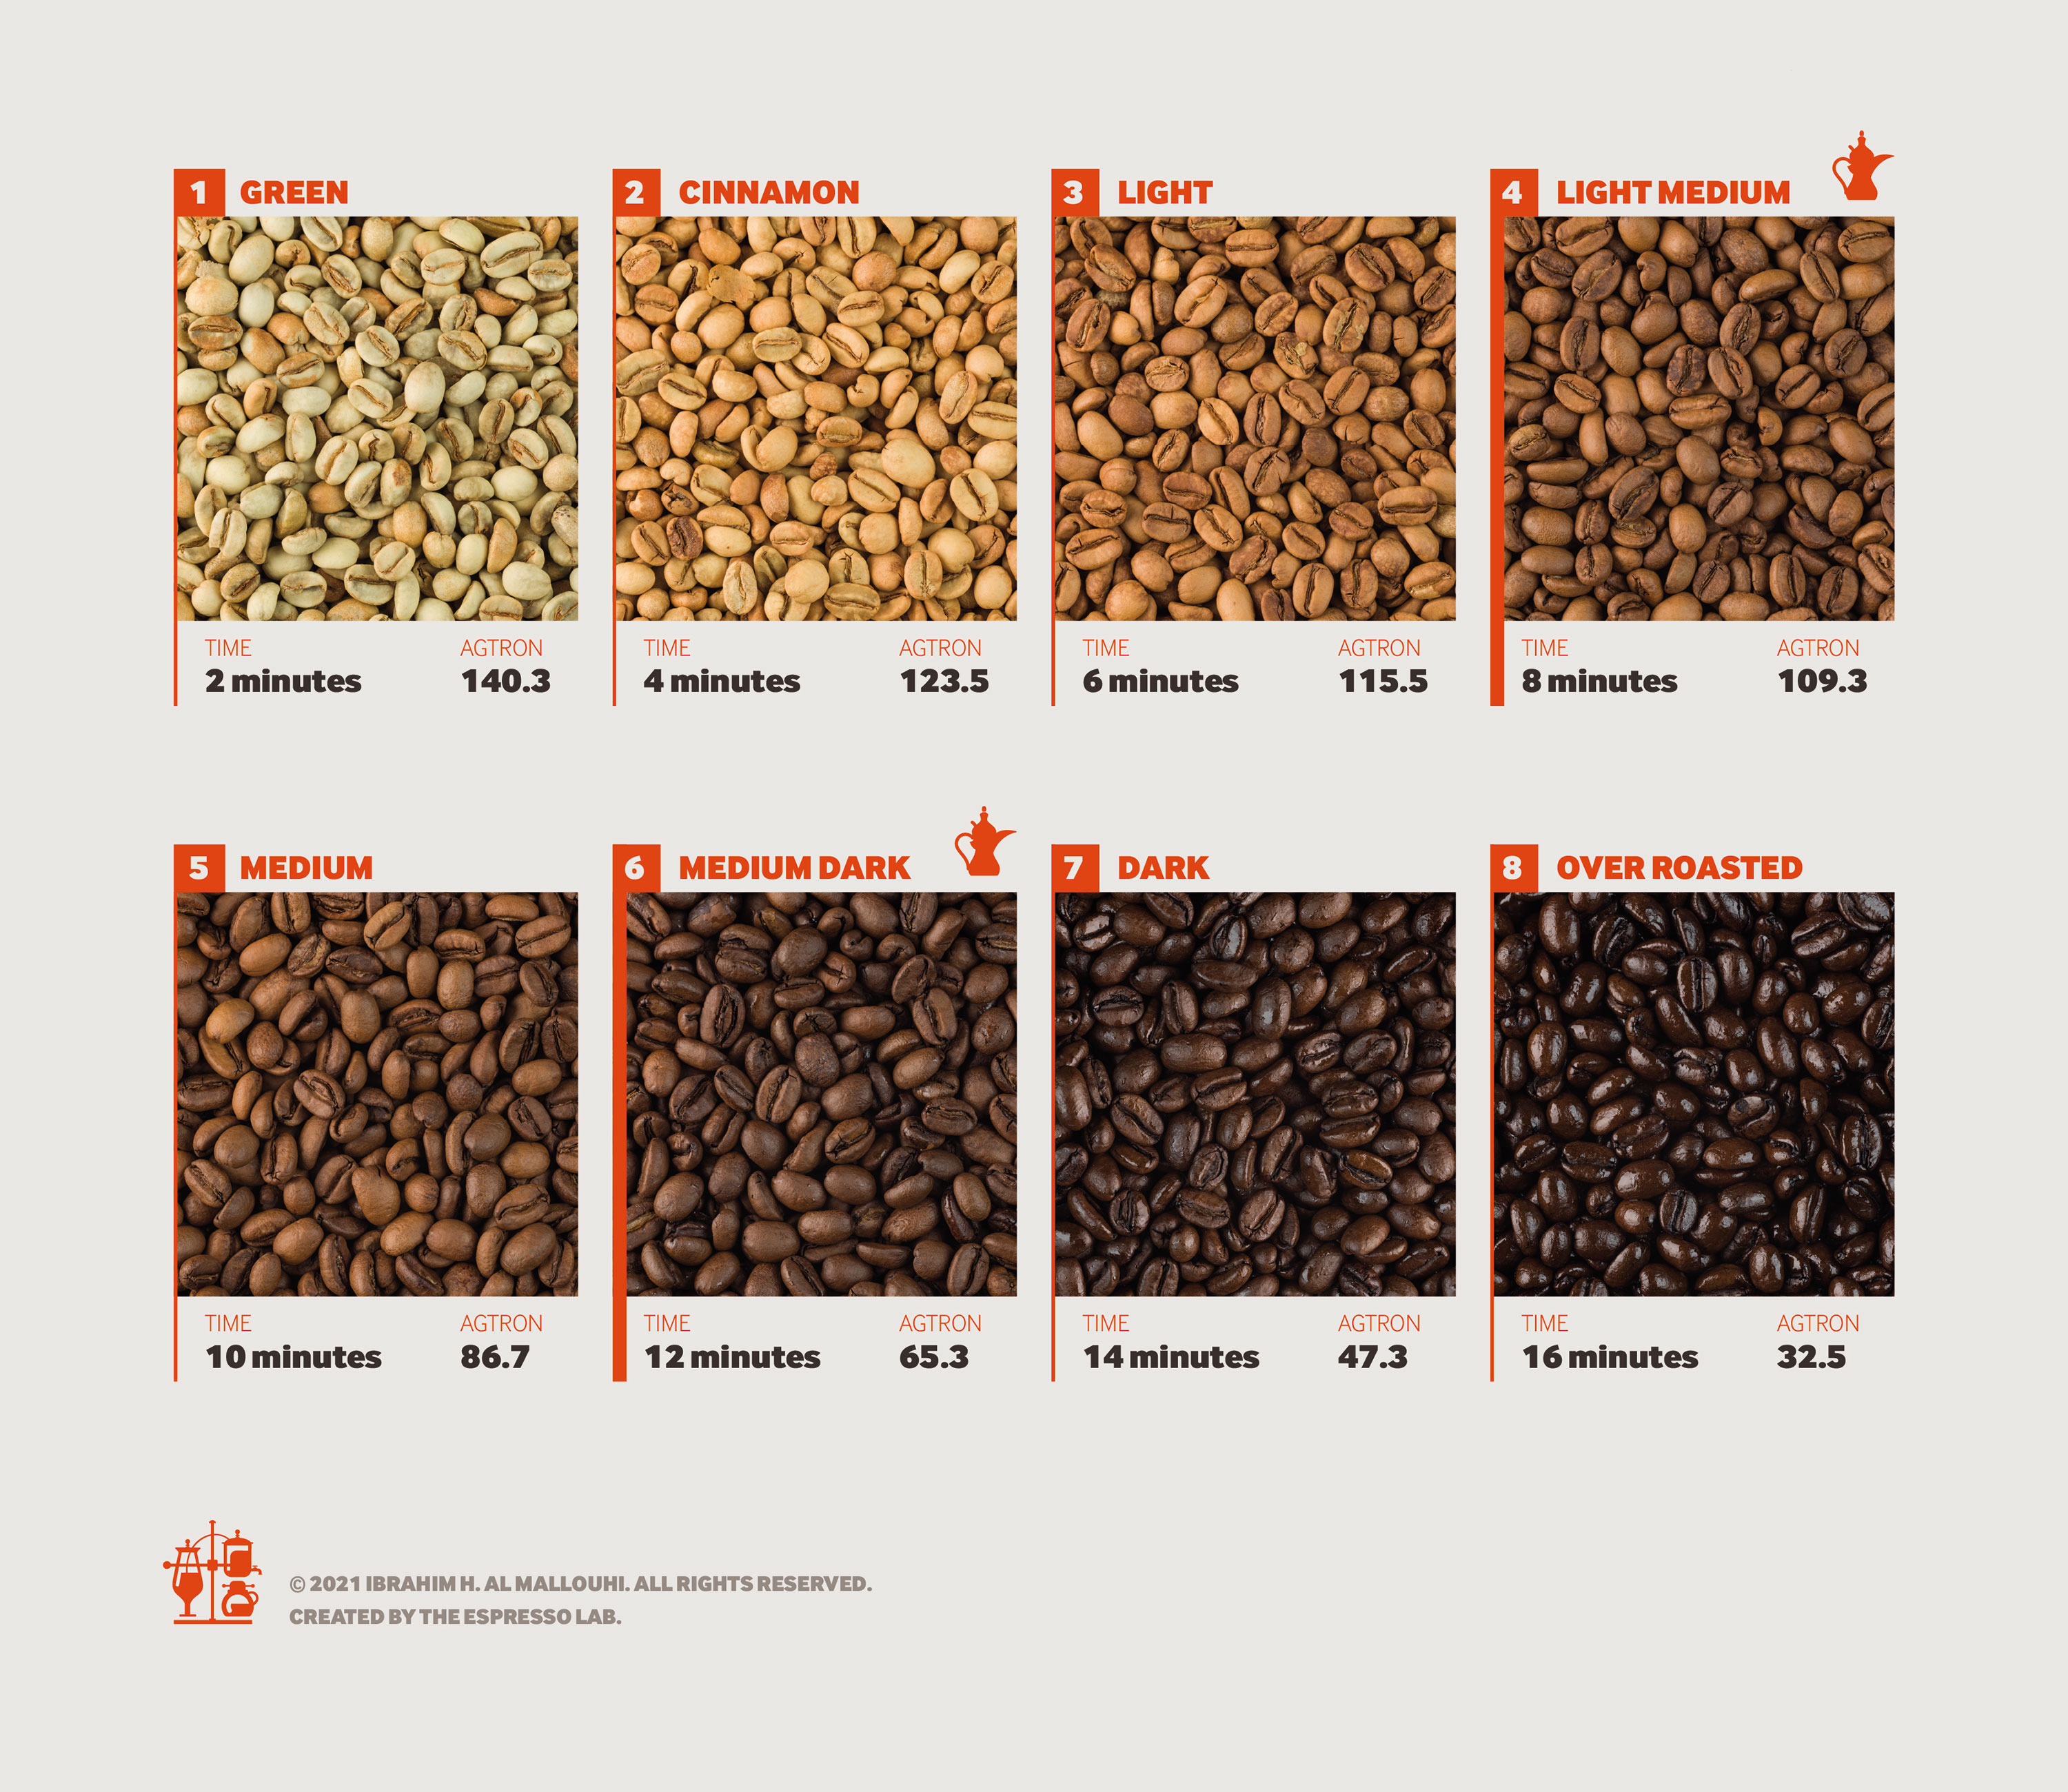 1 GREEN
2 CINNAMON
3 LIGHT
4 LIGHT MEDIUM
TIME AGTRON
2 minutes 140.3
TIME AGTRON
4 minutes 123.5
TIME AGTRON
6 minutes 115.5
TIME AGTRON
8 minutes 109.3
5 MEDIUM
6 MEDIUM DARK
7 DARK
8 OVER ROASTED
TIME AGTRON
10 minutes 86.7
TIME AGTRON
12 minutes 65.3
TIME AGTRON
14 minutes 47.3
TIME AGTRON
16 minutes 32.5
© 2021 IBRAHIM H. AL MALLOUHI. ALL RIGHTS RESERVED.
CREATED BY THE ESPRESSO LAB.